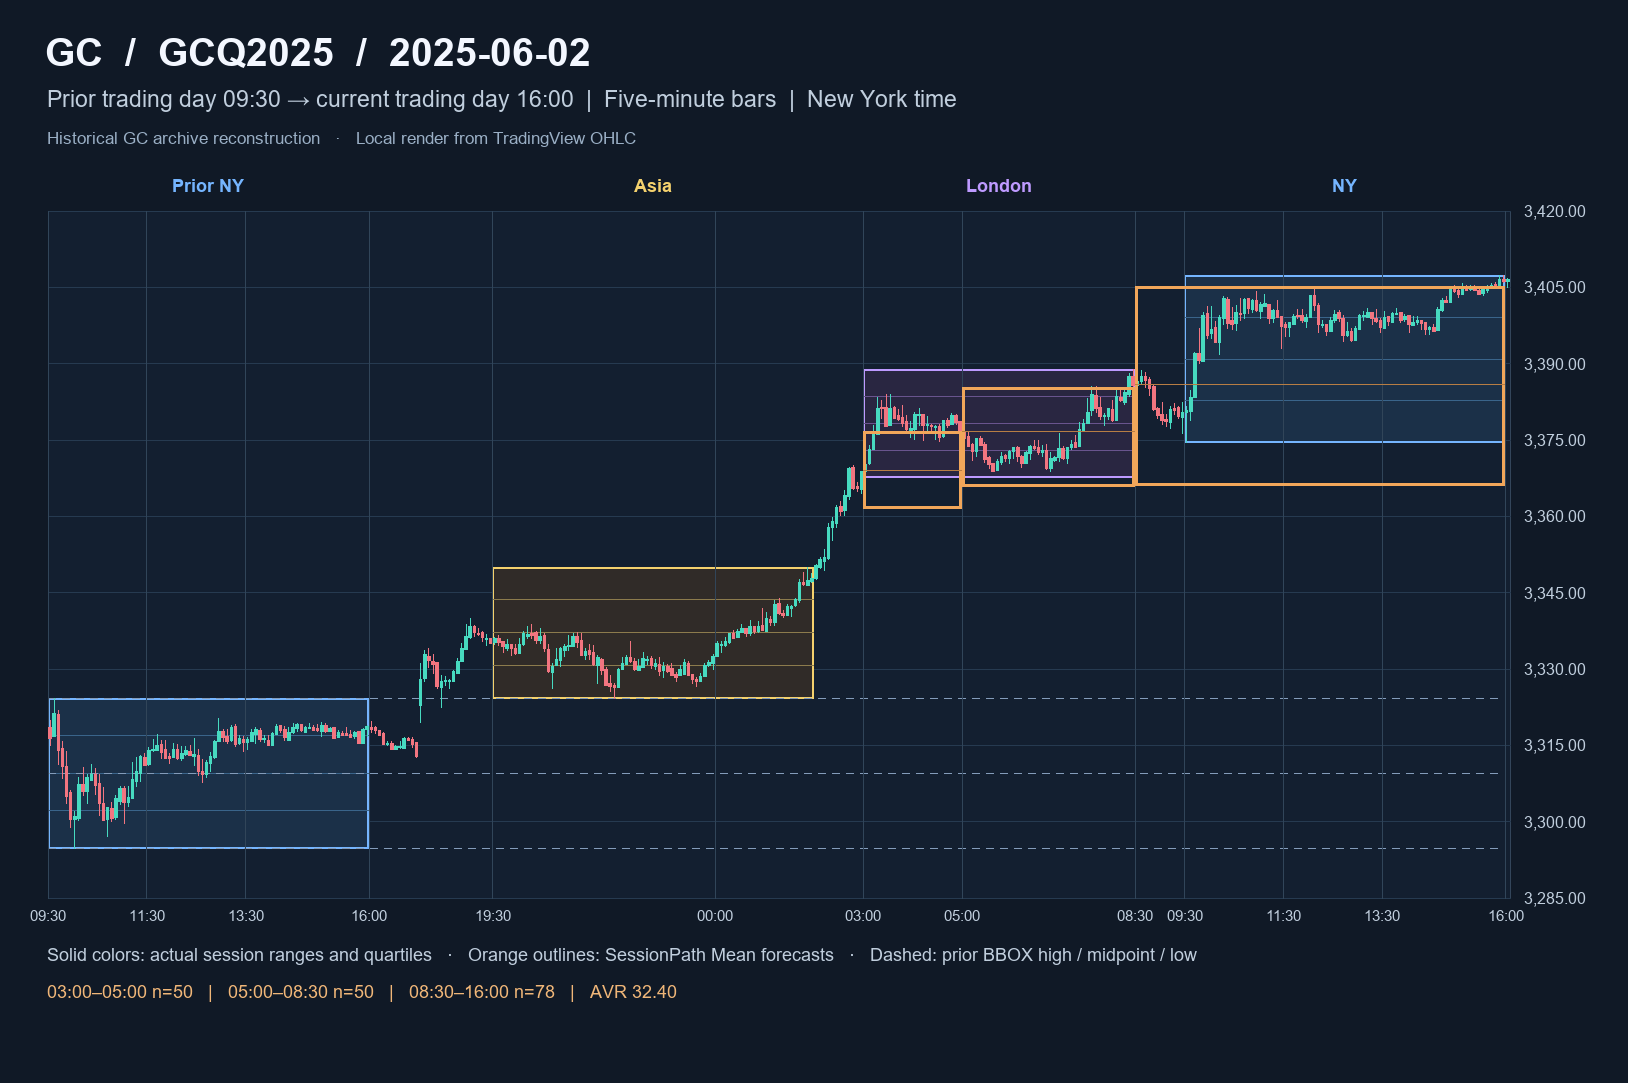 GC / GCQ2025 / 2025-06-02
Prior trading day 09:30 → current trading day 16:00 | Five-minute bars | New York time
Historical GC archive reconstruction · Local render from TradingView OHLC
Prior NY Asia London NY
3,420.00
3,405.00
3,390.00
3,375.00
3,360.00
3,345.00
3,330.00
3,315.00
3,300.00
3,285.00
09:30 11:30 13:30 16:00 19:30 00:00 03:00 05:00 08:30 09:30 11:30 13:30 16:00
Solid colors: actual session ranges and quartiles · Orange outlines: SessionPath Mean forecasts · Dashed: prior BBOX high / midpoint / low
03:00–05:00 n=50 | 05:00–08:30 n=50 | 08:30–16:00 n=78 | AVR 32.40